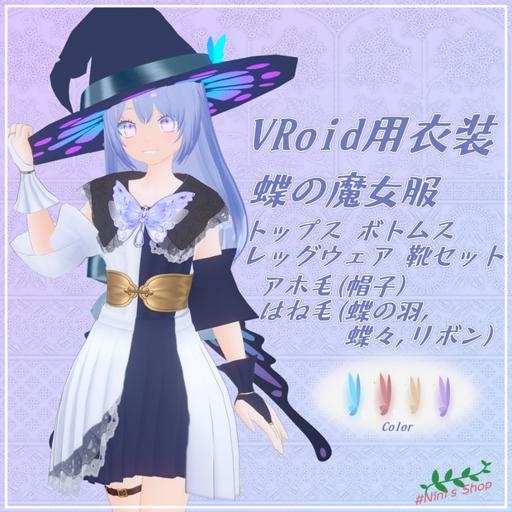 VRoid用衣装
蝶の魔女服
トップス ボトムス
レッグウェア 靴セット
アホ毛(帽子)
はね毛(蝶の羽,
蝶々,リボン)
Color
#Nini's Shop